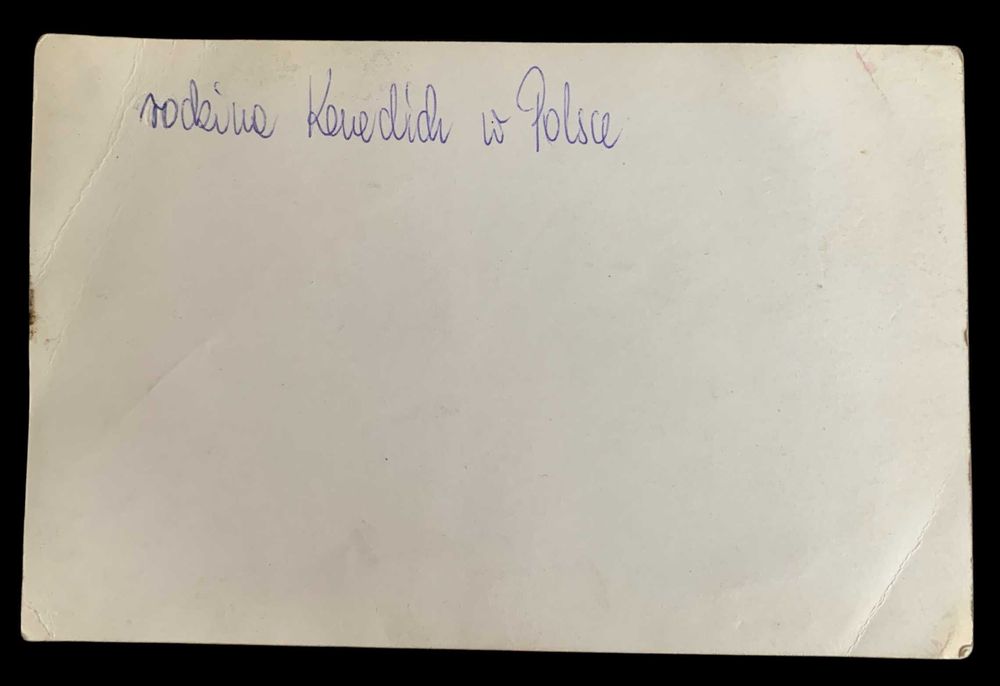 rodzina Kenedich w Polsce